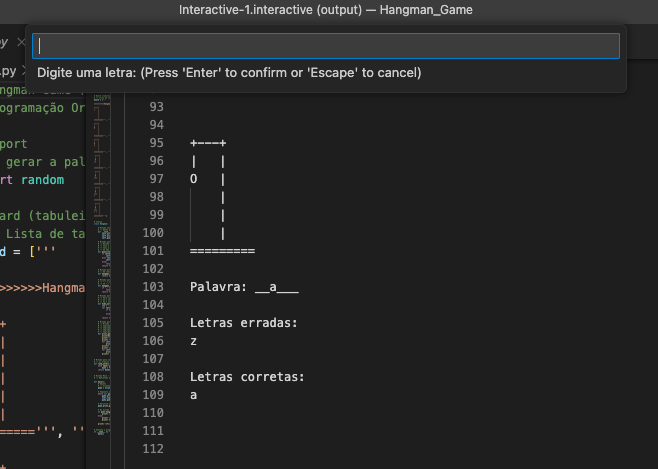 Interactive-1.interactive (output) — Hangman_Game
Digite uma letra: (Press 'Enter' to confirm or 'Escape' to cancel)
.py
ogramação Or
port
gerar a pal
rt random
ard (tabulei
Lista de ta
d = ['''
>>>>>>Hangma
+
|
|
|
|
|
=====''', ''
93
94
95 +---+
96 |   |
97 O   |
98     |
99     |
100     |
101 =========
102
103 Palavra: __a___
104
105 Letras erradas:
106 z
107
108 Letras corretas:
109 a
110
111
112